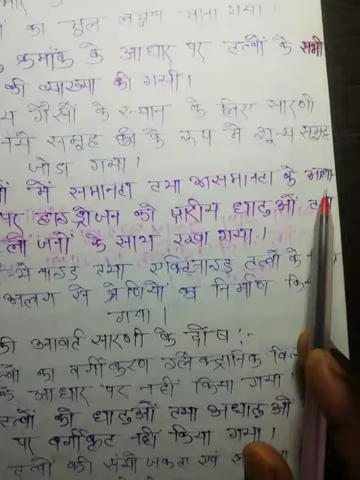 का मूल लक्षण माना गया।
क्रमांक के आधार पर तत्वों के सभी
की व्याख्या की गयी।
गैसों के स्थान के लिए सारणी
नये समूह की के रूप में शून्य समूह
जोडा गया।
में समानता तथा असमानता के
पर हाइड्रोजन को क्षारीय धातुओं
के साथ रखा गया।
तथा एक्टिनाइड तत्वों के
अलग से श्रेणियों का निर्माण
गया।
की आवर्त सारणी के दोष :-
का वर्गीकरण इलेक्ट्रानिक
के आधार पर नहीं किया गया।
तत्वों को धातुओं तथा अधातुओं
पर वर्गीकृत नहीं किया गया।
तत्वों की संयोजकता एवं